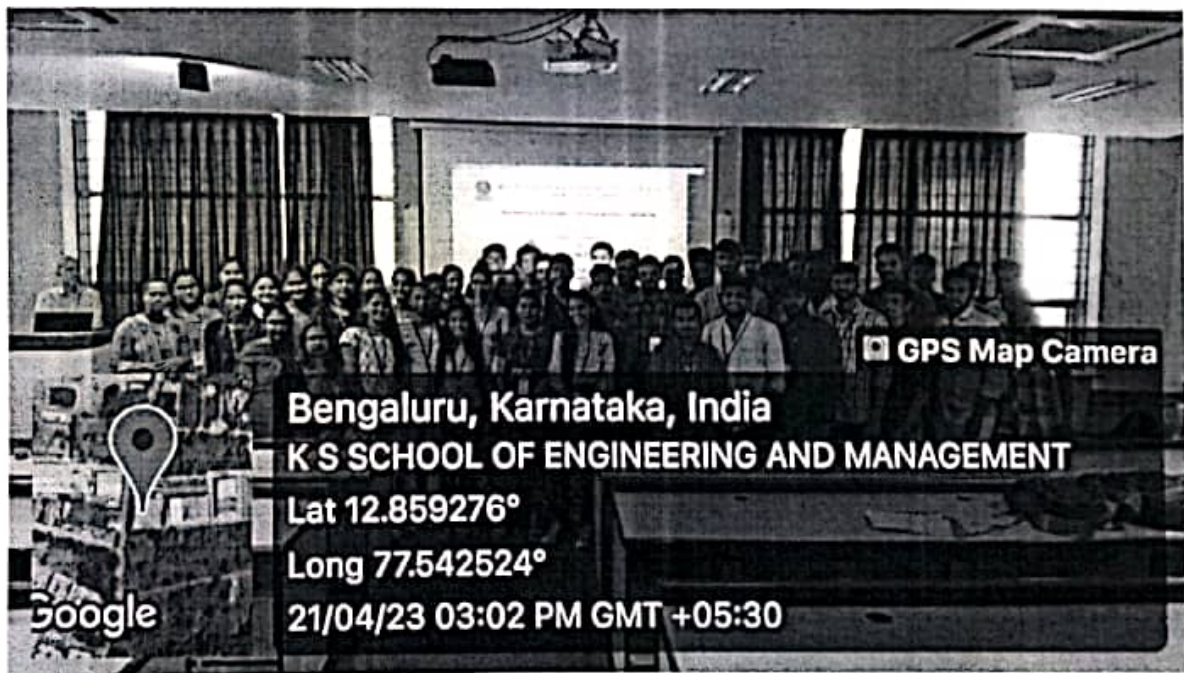 GPS Map Camera
Bengaluru, Karnataka, India
K S SCHOOL OF ENGINEERING AND MANAGEMENT
Lat 12.859276°
Long 77.542524°
21/04/23 03:02 PM GMT +05:30
Google